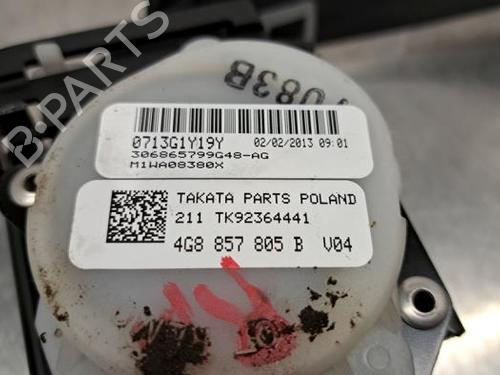 B-PARTS
083B
0713G1Y19Y 02/02/2013 09:01
306865799G48-AG
M1WA08380X
TAKATA PARTS POLAND
211 TK92364441
4G8 857 805 B V04